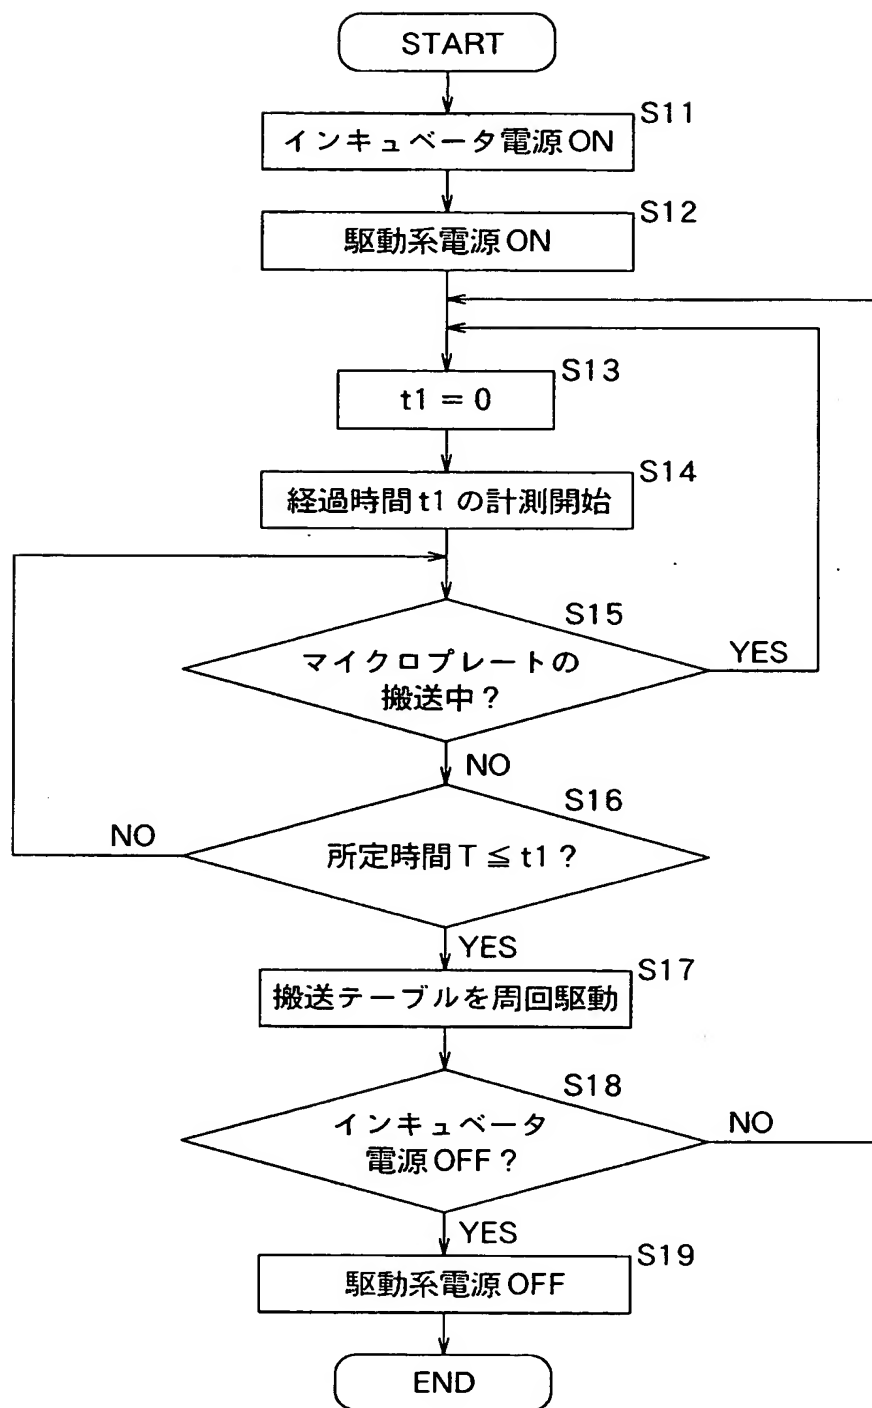 START
S11
インキュベータ電源ON
S12
駆動系電源ON
S13
t1 = 0
S14
経過時間t1の計測開始
S15
マイクロプレートの
搬送中?
YES
NO
S16
所定時間T≦t1?
NO
YES
S17
搬送テーブルを周回駆動
S18
インキュベータ
電源OFF?
NO
YES
S19
駆動系電源OFF
END